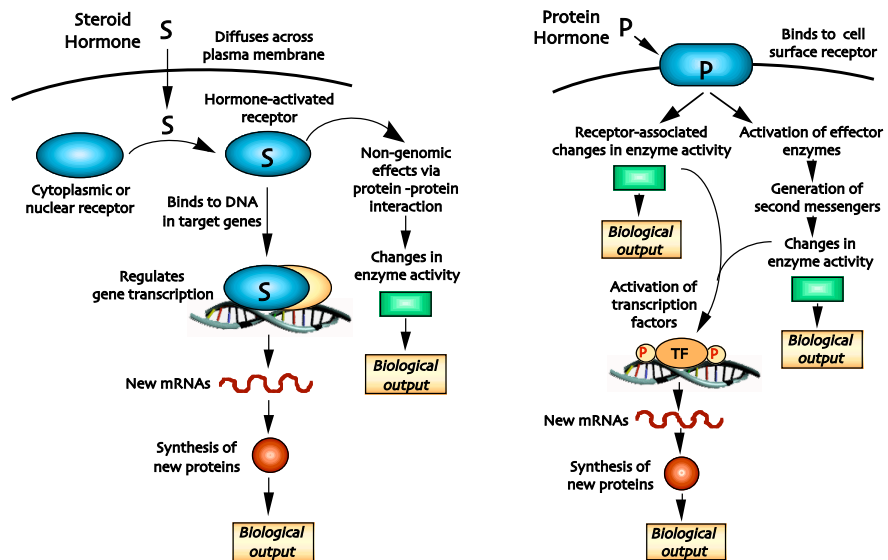 Steroid
Hormone
S
Diffuses across
plasma membrane
S
Hormone-activated
receptor
S
Cytoplasmic or
nuclear receptor
Non-genomic
effects via
protein -protein
interaction
Binds to DNA
in target genes
Changes in
enzyme activity
Regulates
gene transcription
S
Biological
output
New mRNAs
Synthesis of
new proteins
Biological
output
Protein
Hormone
P
Binds to cell
surface receptor
P
Receptor-associated
changes in enzyme activity
Activation of effector
enzymes
Generation of
second messengers
Biological
output
Changes in
enzyme activity
Activation of
transcription
factors
P
TF
P
Biological
output
New mRNAs
Synthesis of
new proteins
Biological
output